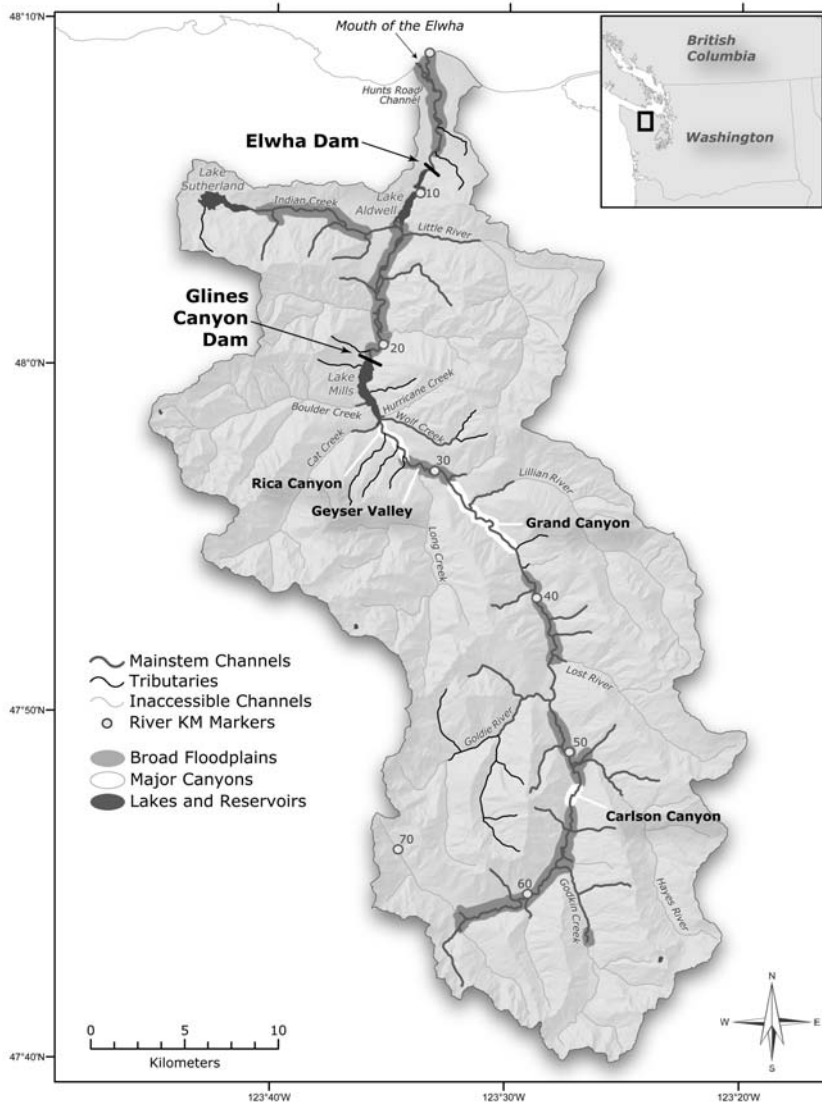 48°10'N
Mouth of the Elwha
Hunts Road
Channel
British
Columbia
Washington
Elwha Dam
Lake
Sutherland
10
Lake
Aldwell
Indian Creek
Little River
Glines
Canyon
Dam
20
48°0'N
Lake
Mills
Hurricane Creek
Boulder Creek
Wolf Creek
Cat Creek
30
Rica Canyon
Lillian River
Geyser Valley
Grand Canyon
Long Creek
40
Mainstem Channels
Tributaries
Inaccessible Channels
River KM Markers
Broad Floodplains
Major Canyons
Lakes and Reservoirs
Lost River
47°50'N
Goldie River
50
Carlson Canyon
70
60
Godkin Creek
Hayes River
0 5 10
Kilometers
N
W E
S
47°40'N
123°40'W 123°30'W 123°20'W